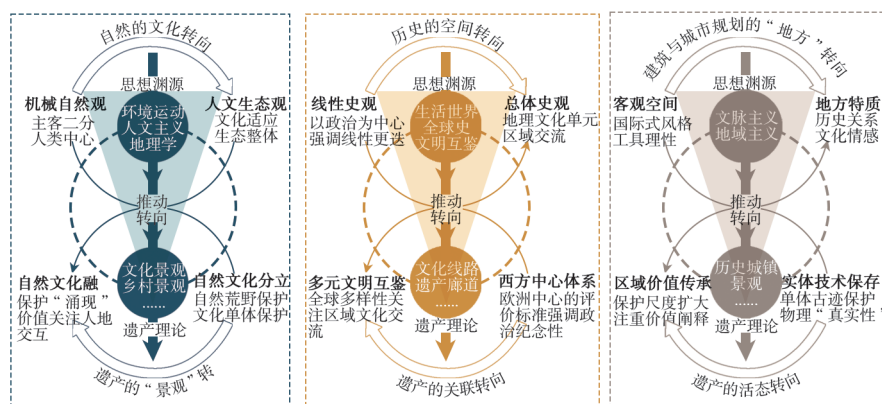 自然的文化转向
思想渊源
机械自然观
主客二分
人类中心
环境运动
人文主义
地理学
人文生态观
文化适应
生态整体
推动
转向
自然文化融
保护“涌现”
价值关注人地
交互
文化景观
乡村景观
……
自然文化分立
自然荒野保护
文化单体保护
遗产理论
遗产的“景观”转
历史的空间转向
思想渊源
线性史观
以政治为中心
强调线性更迭
生活世界
全球史
文明互鉴
总体史观
地理文化单元
区域交流
推动
转向
多元文明互鉴
全球多样性关
注区域文化交
流
文化线路
遗产廊道
……
西方中心体系
欧洲中心的评
价标准强调政
治纪念性
遗产理论
遗产的关联转向
建筑与城市规划的“地方”转向
思想渊源
客观空间
国际式风格
工具理性
文脉主义
地域主义
地方特质
历史关系
文化情感
推动
转向
区域价值传承
保护尺度扩大
注重价值阐释
历史城镇
景观
……
实体技术保存
单体古迹保护
物理“真实性”
遗产理论
遗产的活态转向